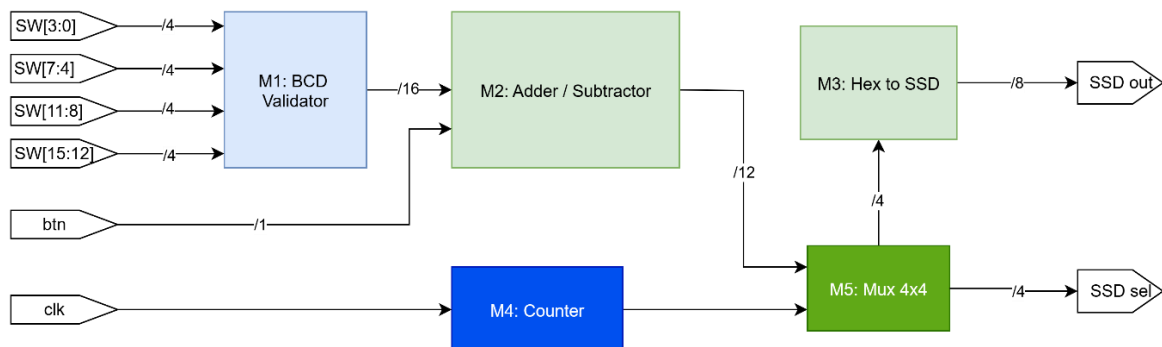 SW[3:0]
/4
SW[7:4]
/4
SW[11:8]
/4
SW[15:12]
/4
M1: BCD
Validator
/16
M2: Adder / Subtractor
M3: Hex to SSD
/8
SSD out
/12
/4
btn
/1
clk
M4: Counter
M5: Mux 4x4
/4
SSD sel